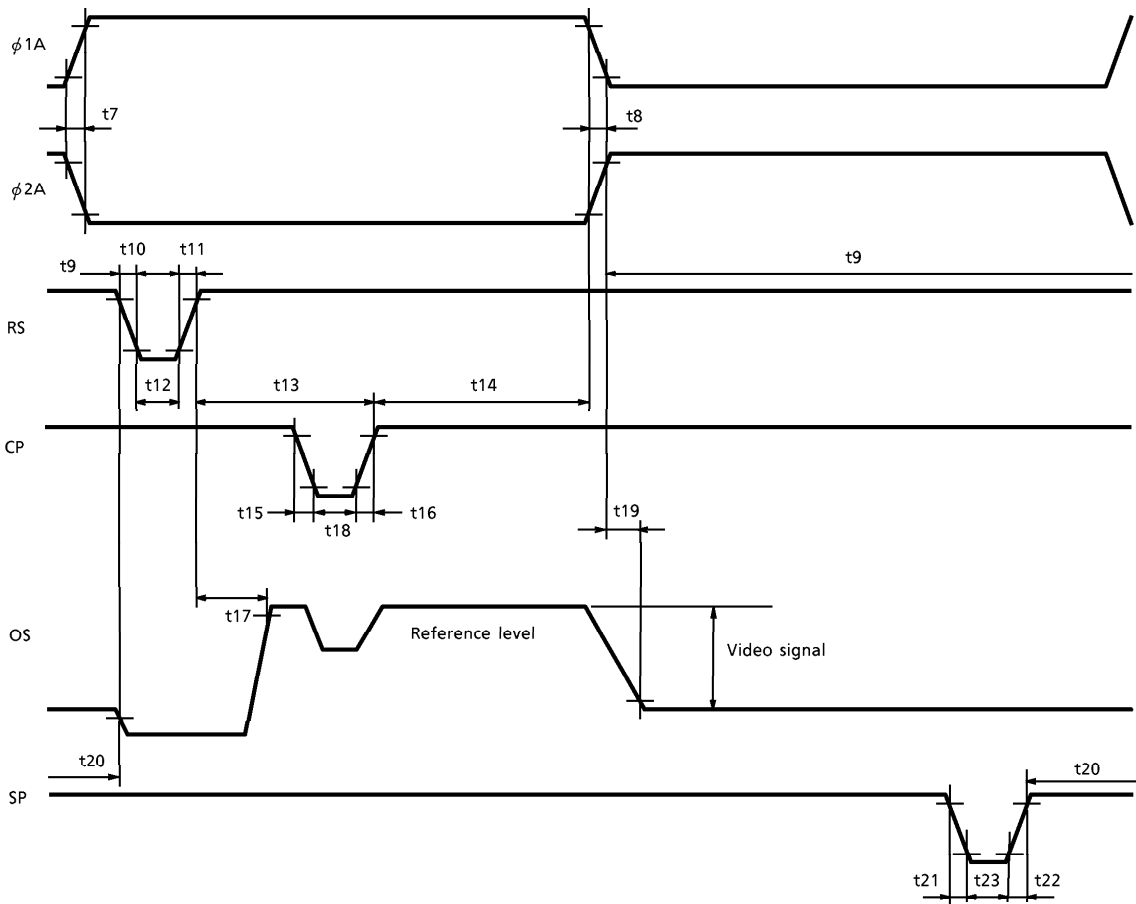 ϕ1A
t7
t8
ϕ2A
t10
t11
t9
t9
RS
t12
t13
t14
CP
t15
t18
t16
t19
t17
OS
Reference level
Video signal
t20
t20
SP
t21
t23
t22